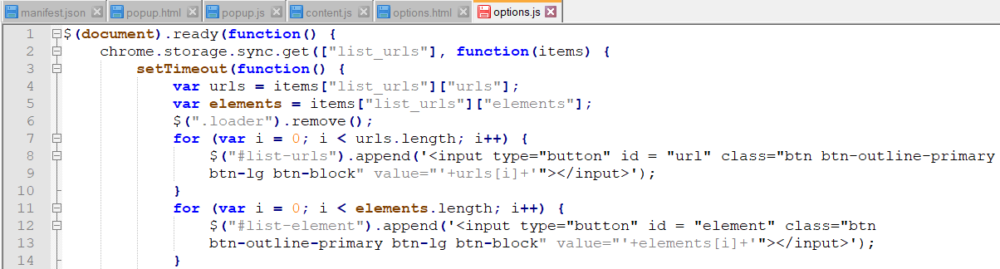 manifest.json popup.html popup.js content.js options.html options.js
1 $(document).ready(function() {
2 chrome.storage.sync.get(["list_urls"], function(items) {
3 setTimeout(function() {
4 var urls = items["list_urls"]["urls"];
5 var elements = items["list_urls"]["elements"];
6 $(".loader").remove();
7 for (var i = 0; i < urls.length; i++) {
8 $("#list-urls").append('<input type="button" id = "url" class="btn btn-outline-primary
9 btn-lg btn-block" value="'+urls[i]+'"></input>');
10 }
11 for (var i = 0; i < elements.length; i++) {
12 $("#list-element").append('<input type="button" id = "element" class="btn
13 btn-outline-primary btn-lg btn-block" value="'+elements[i]+'"></input>');
14 }